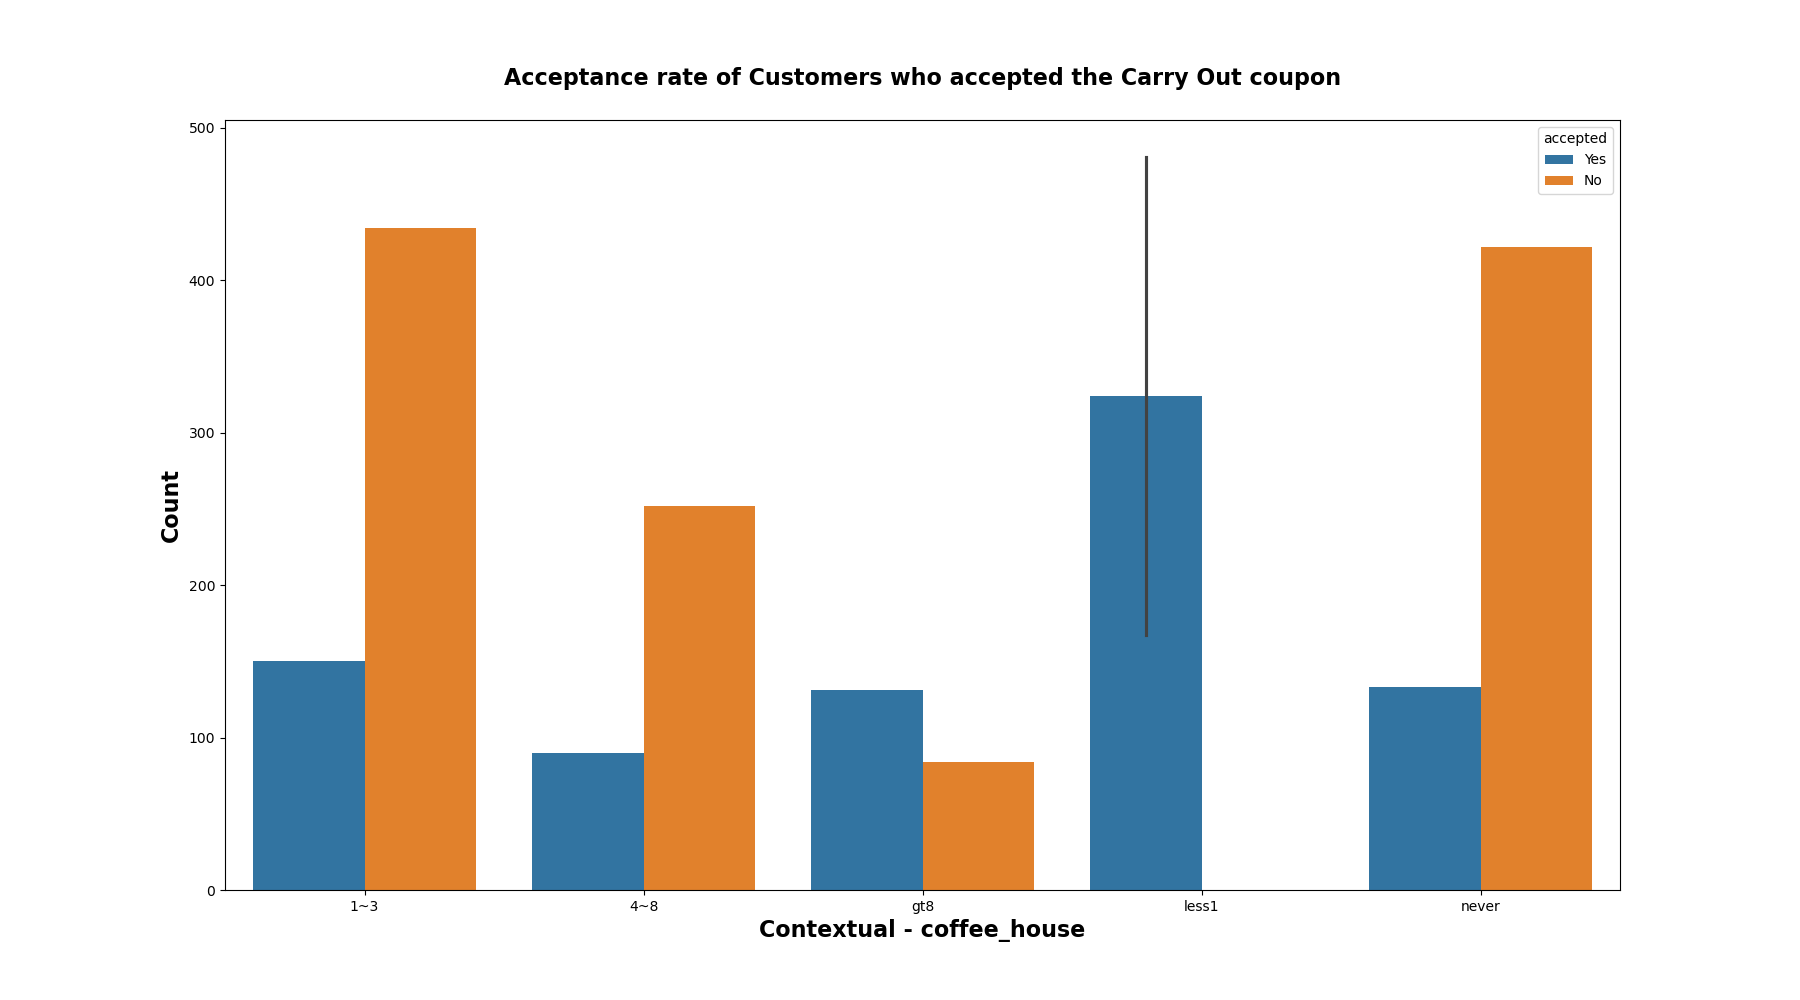 Acceptance rate of Customers who accepted the Carry Out coupon
500
400
300
200
100
0
Count
accepted
Yes
No
1~3
4~8
gt8
less1
never
Contextual - coffee_house